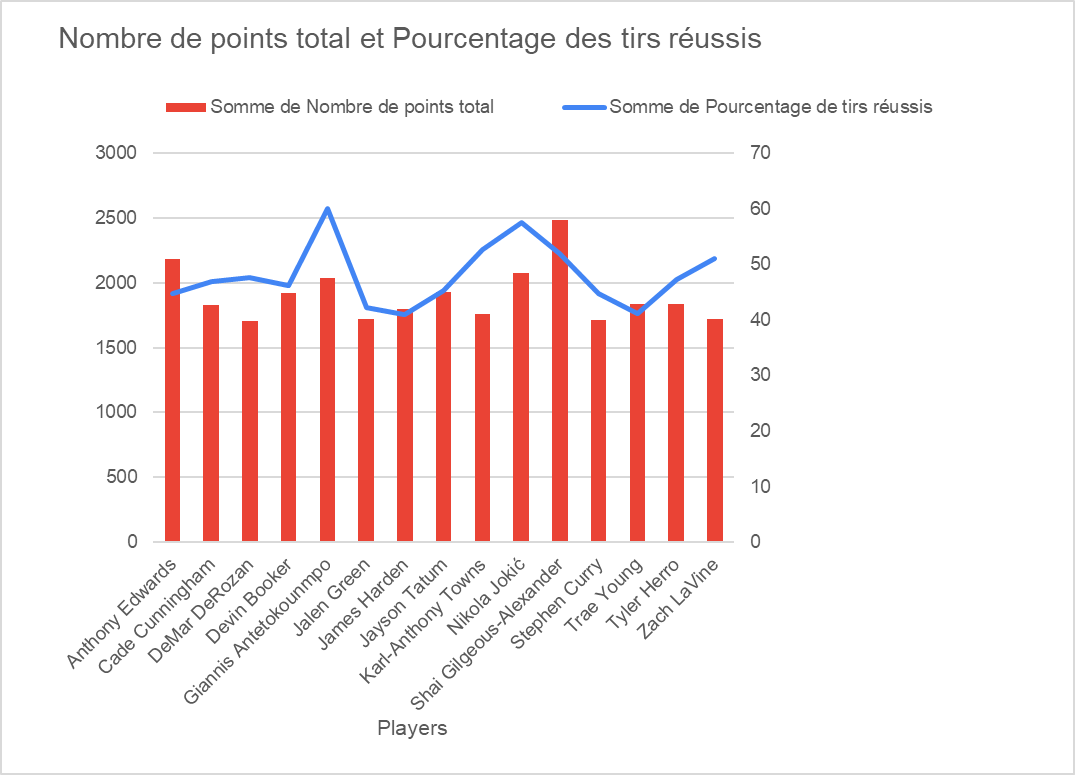 Nombre de points total et Pourcentage des tirs réussis
Somme de Nombre de points total
Somme de Pourcentage de tirs réussis
3000
2500
2000
1500
1000
500
0
70
60
50
40
30
20
10
0
Anthony Edwards
Cade Cunningham
DeMar DeRozan
Devin Booker
Giannis Antetokounmpo
Jalen Green
James Harden
Jayson Tatum
Karl-Anthony Towns
Nikola Jokić
Shai Gilgeous-Alexander
Stephen Curry
Trae Young
Tyler Herro
Zach LaVine
Players